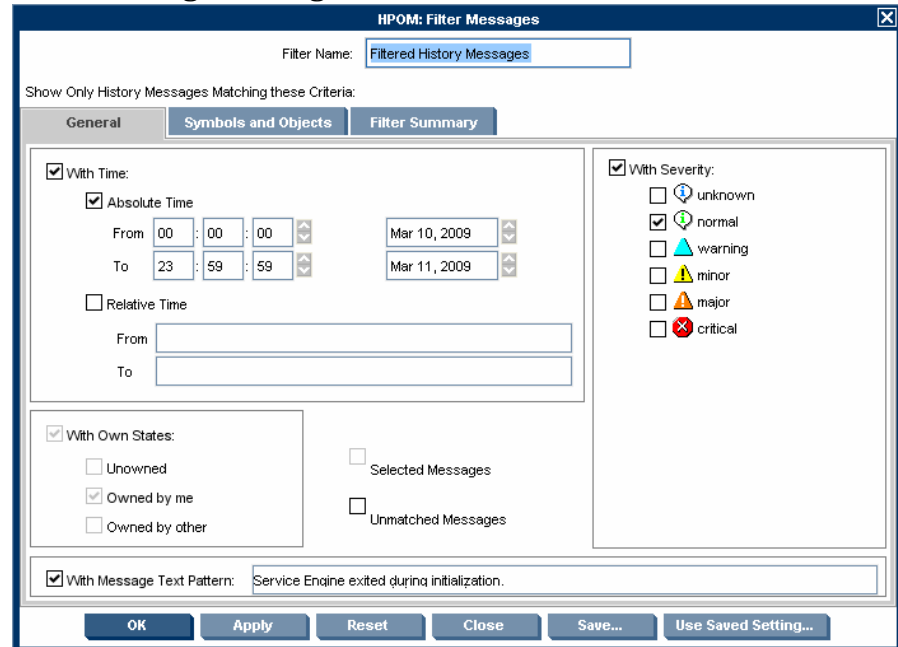 HPOM: Filter Messages
Filter Name: Filtered History Messages
Show Only History Messages Matching these Criteria:
General Symbols and Objects Filter Summary
With Time:
Absolute Time
From 00 : 00 : 00 Mar 10, 2009
To 23 : 59 : 59 Mar 11, 2009
Relative Time
From
To
With Severity:
unknown
normal
warning
minor
major
critical
With Own States:
Unowned
Owned by me
Owned by other
Selected Messages
Unmatched Messages
With Message Text Pattern: Service Engine exited during initialization.
OK Apply Reset Close Save... Use Saved Setting...